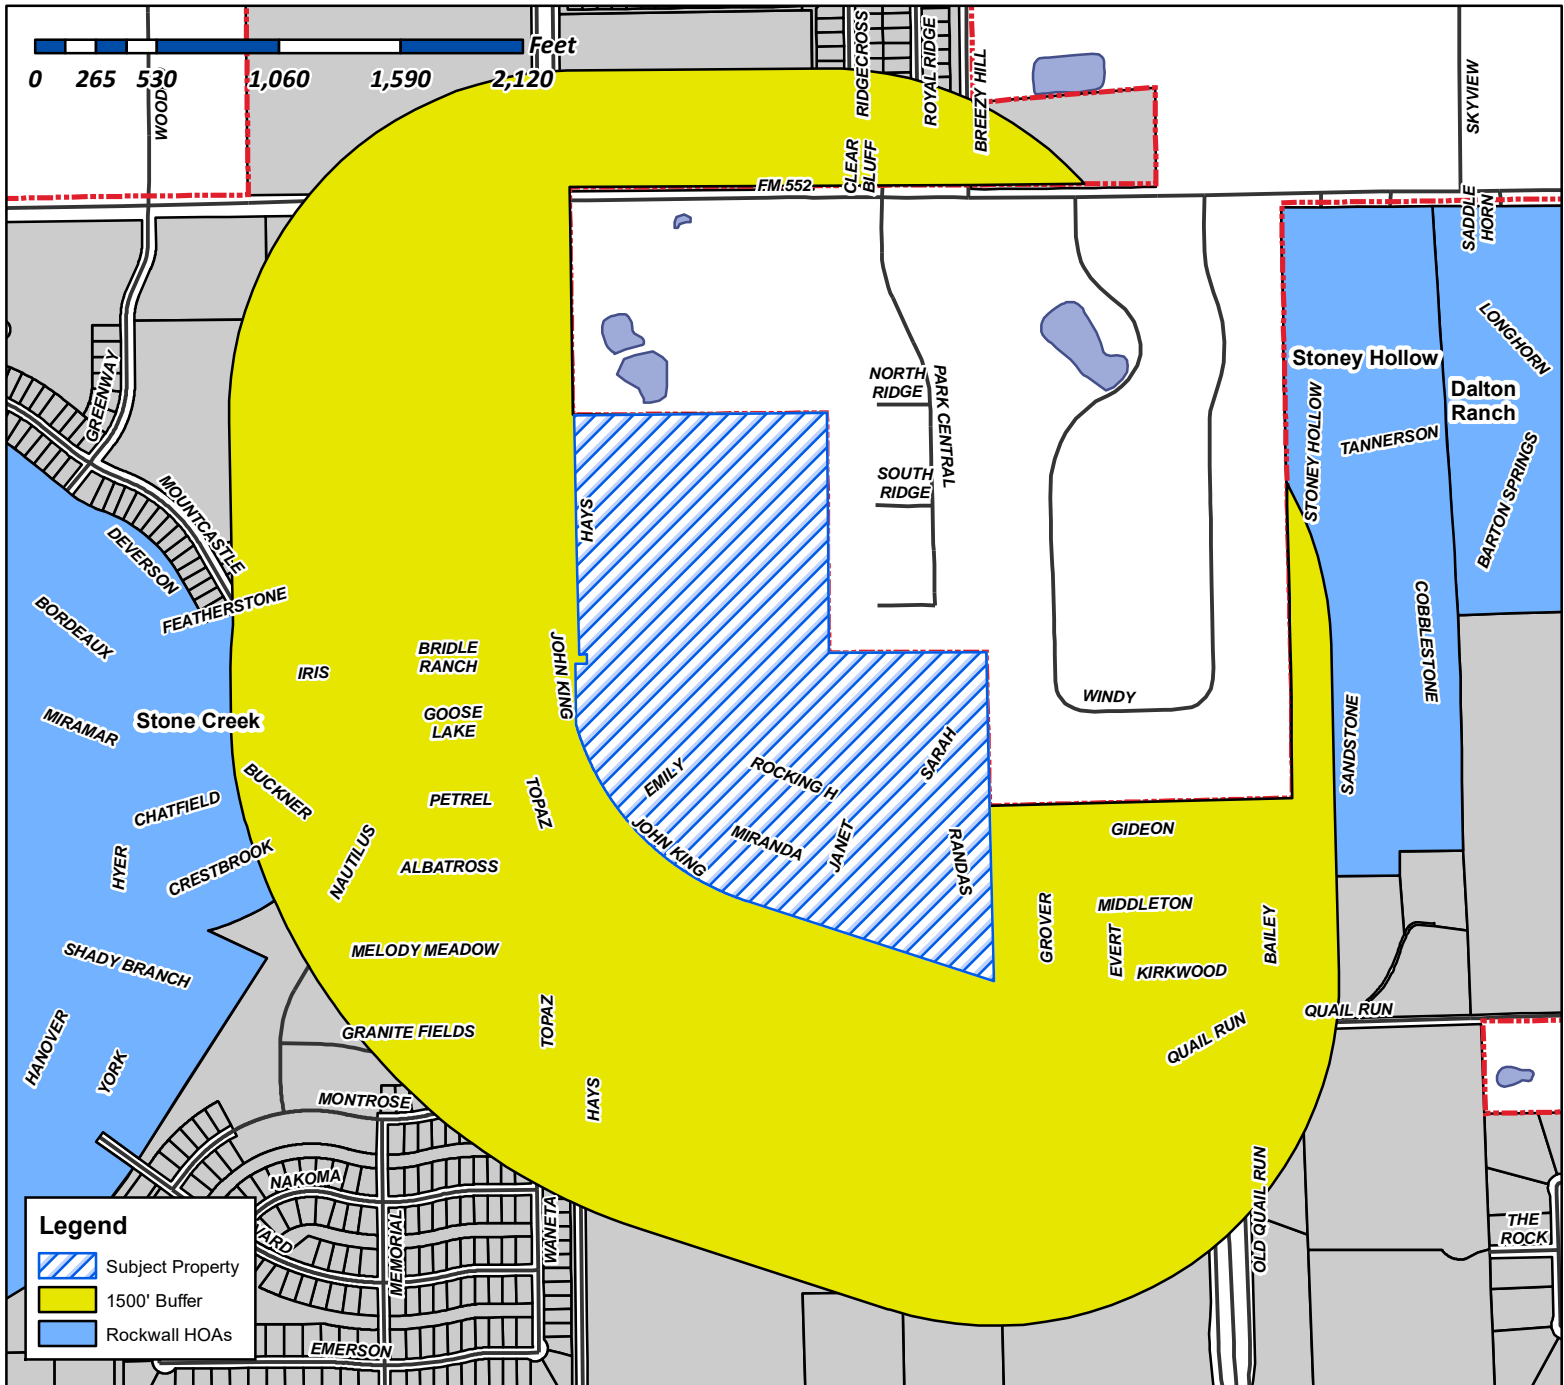 Feet
0 265 530 1,060 1,590 2,120
RIDGECROSS
ROYAL RIDGE
BREEZY HILL
SKYVIEW
CLEAR
BLUFF
FM 552
SADDLE
HORN
LONGHORN
Stoney Hollow
Dalton
Ranch
GREENWAY
NORTH
RIDGE
PARK CENTRAL
STONEY HOLLOW
TANNERSON
BARTON SPRINGS
SOUTH
RIDGE
MOUNTCASTLE
HAYS
DEVERSON
FEATHERSTONE
BORDEAUX
COBBLESTONE
BRIDLE
RANCH
IRIS
JOHN KING
WINDY
GOOSE
LAKE
Stone Creek
MIRAMAR
SANDSTONE
SARAH
EMILY
ROCKING H
BUCKNER
PETREL
TOPAZ
CHATFIELD
GIDEON
JOHN KING
MIRANDA
JANET
RANDAS
HYER
CRESTBROOK
NAUTILUS
ALBATROSS
MIDDLETON
GROVER
EVERT
BAILEY
MELODY MEADOW
SHADY BRANCH
KIRKWOOD
QUAIL RUN
QUAIL RUN
GRANITE FIELDS
TOPAZ
HANOVER
YORK
HAYS
MONTROSE
NAKOMA
MEMORIAL
WANETA
OLD QUAIL RUN
THE
ROCK
EMERSON
Legend
Subject Property
1500' Buffer
Rockwall HOAs